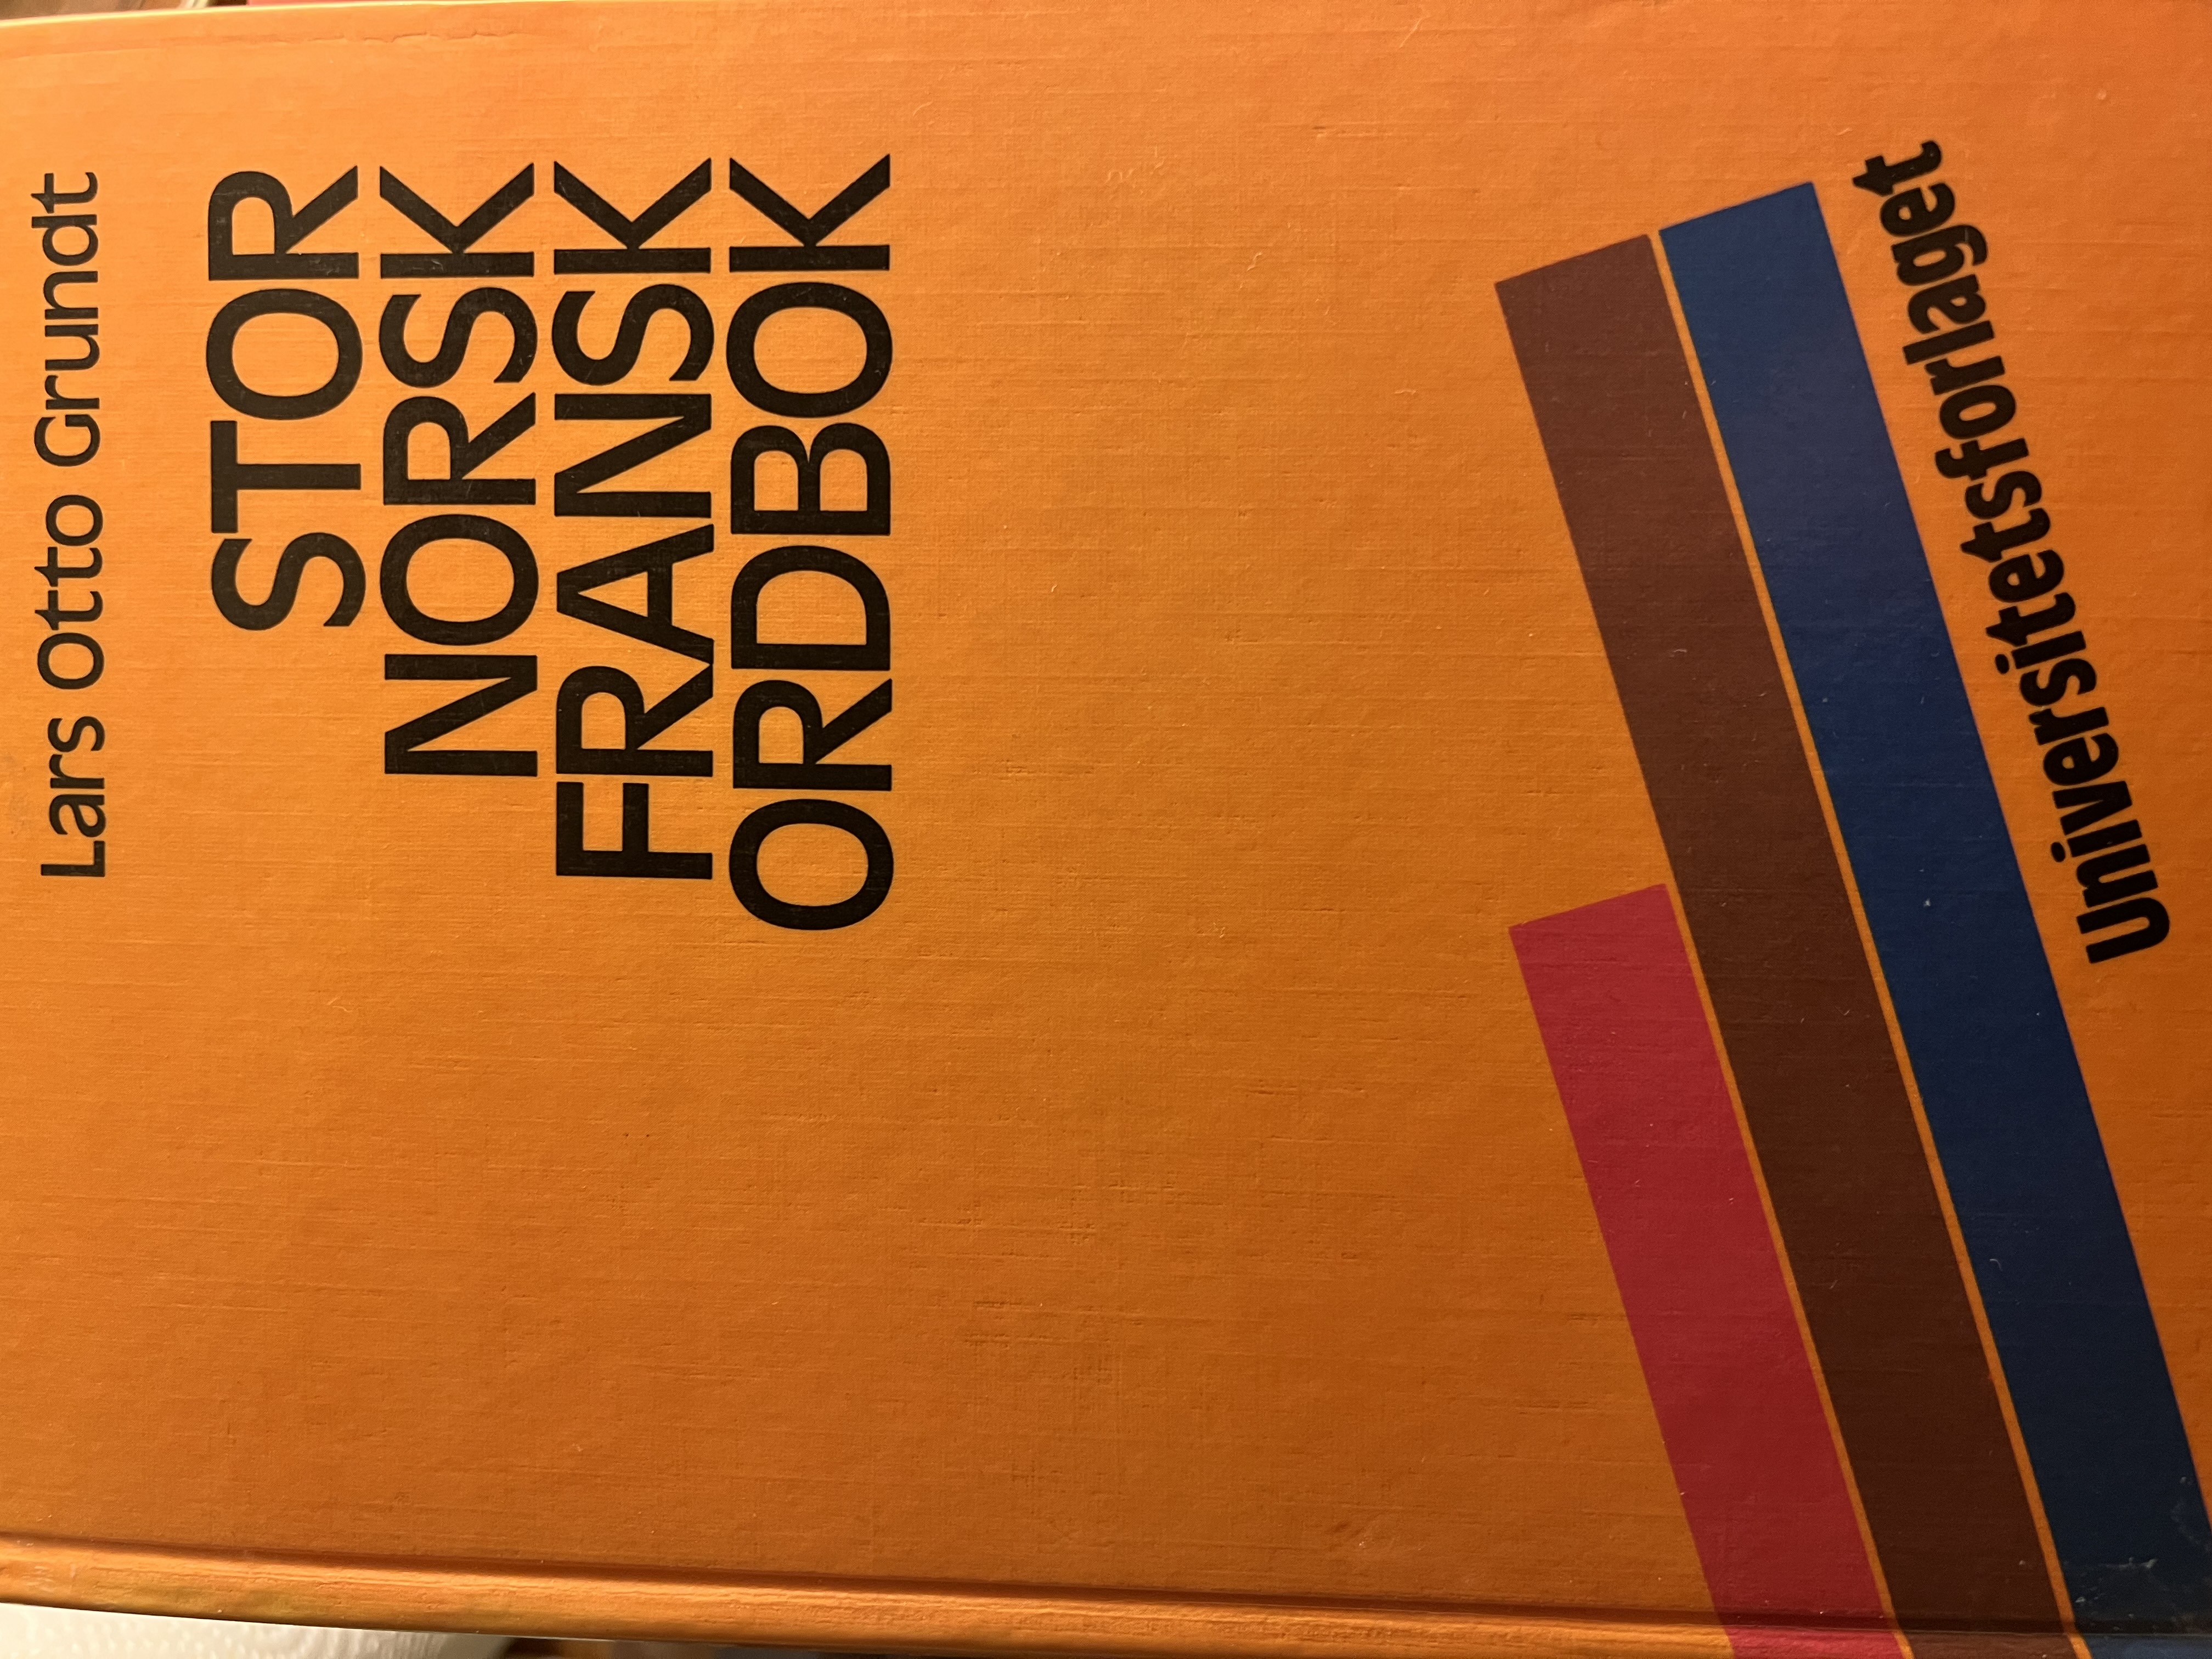 Lars Otto Grundt
STOR
NORSK
FRANSK
ORDBOK
Universitetsforlaget